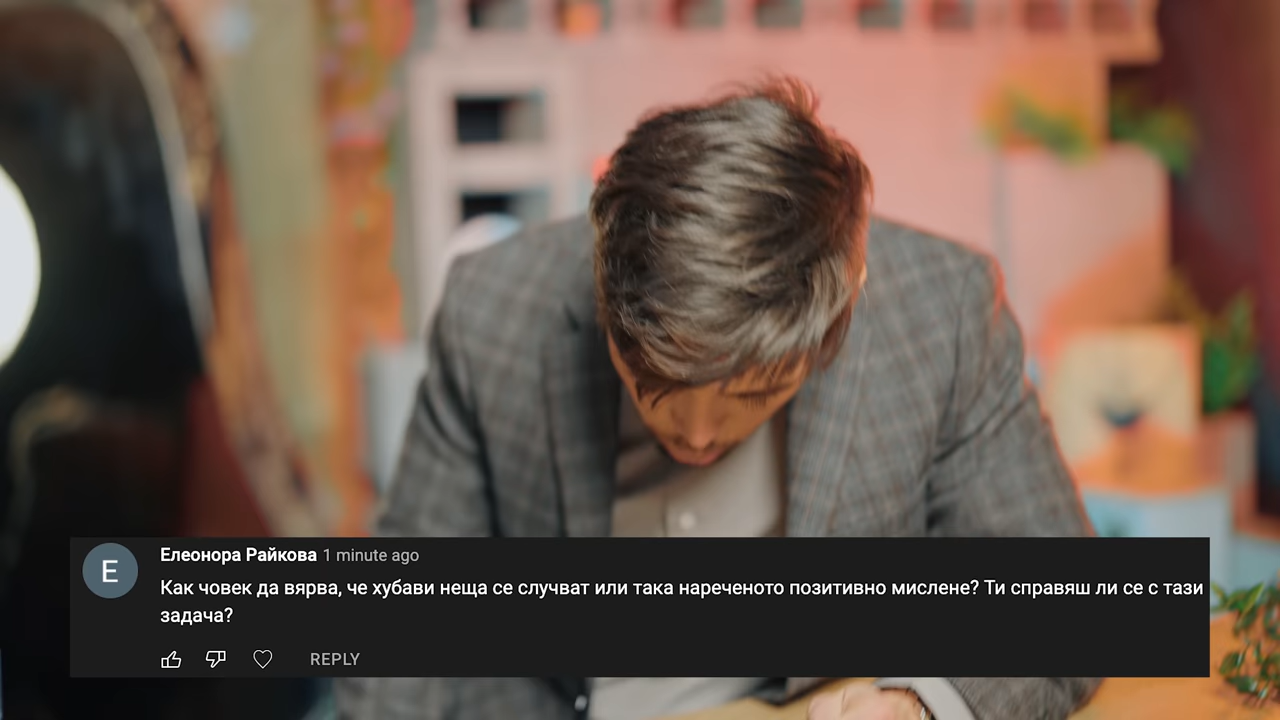 E
Елеонора Райкова 1 minute ago
Как човек да вярва, че хубави неща се случват или така нареченото позитивно мислене? Ти справяш ли се с тази
задача?
REPLY